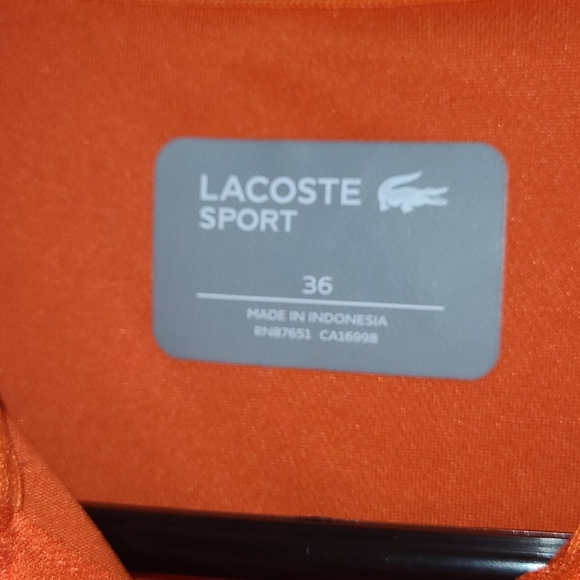 LACOSTE
SPORT
36
MADE IN INDONESIA
RN87651 CA16998